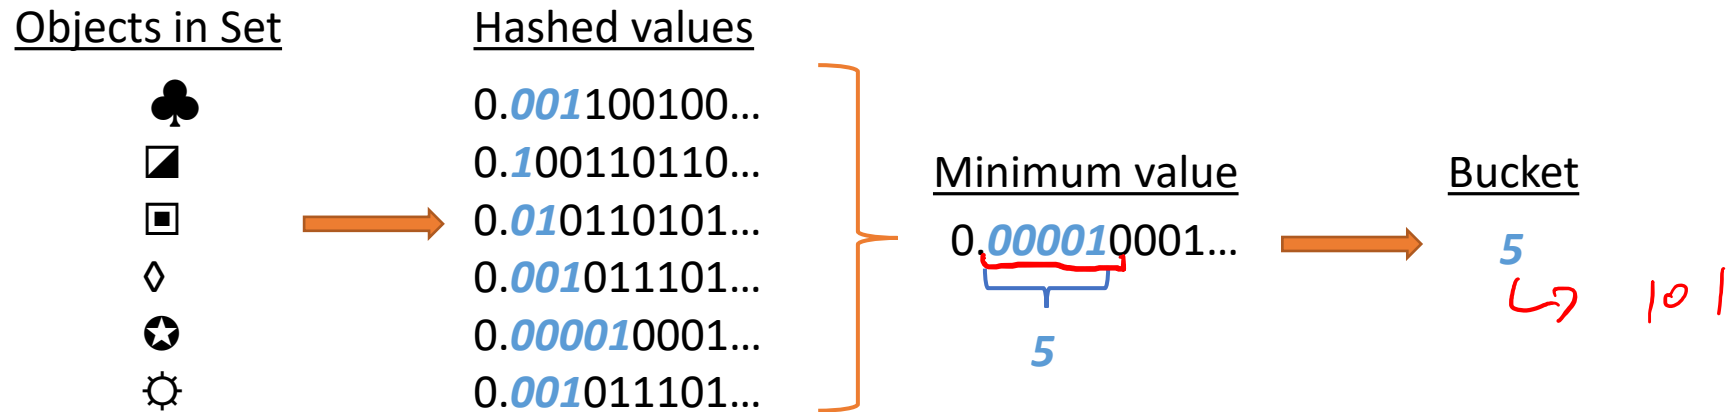 Objects in Set
Hashed values
0.001100100...
0.100110110...
0.010110101...
0.001011101...
0.000010001...
0.001011101...
Minimum value
0.000010001...
5
Bucket
5
101